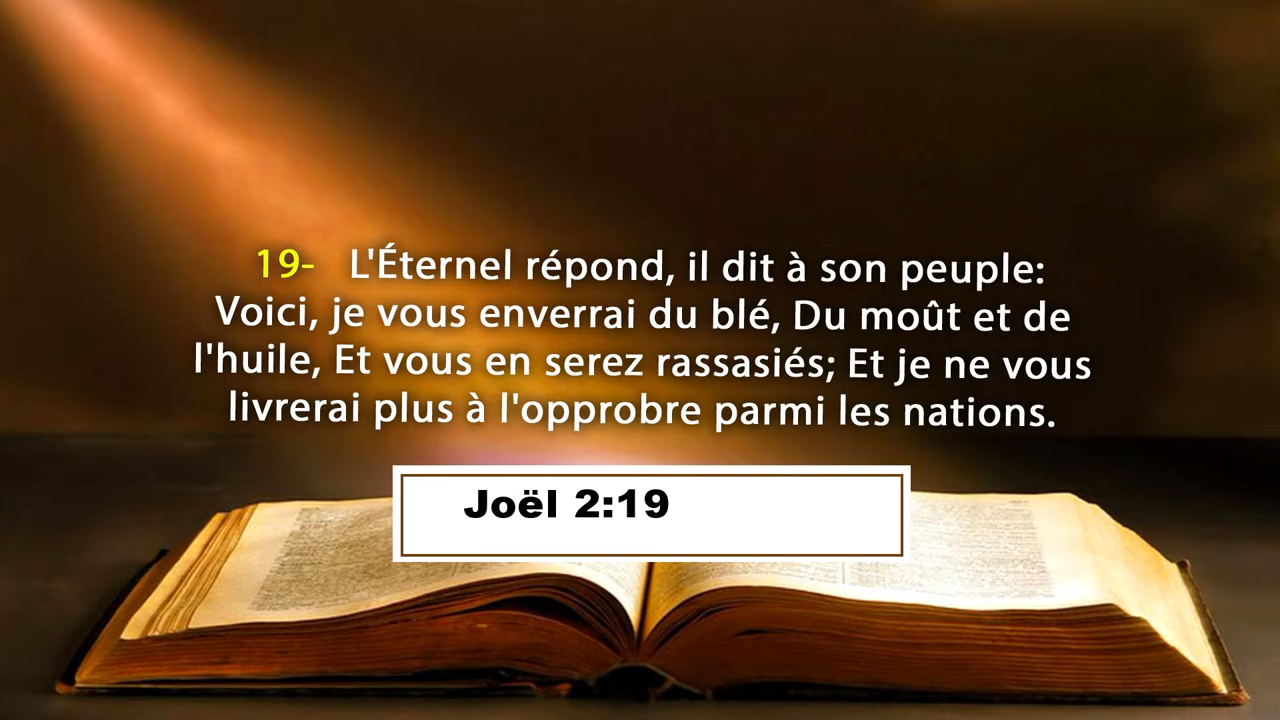 19- L'Éternel répond, il dit à son peuple:
Voici, je vous enverrai du blé, Du moût et de
l'huile, Et vous en serez rassasiés; Et je ne vous
livrerai plus à l'opprobre parmi les nations.
Joël 2:19